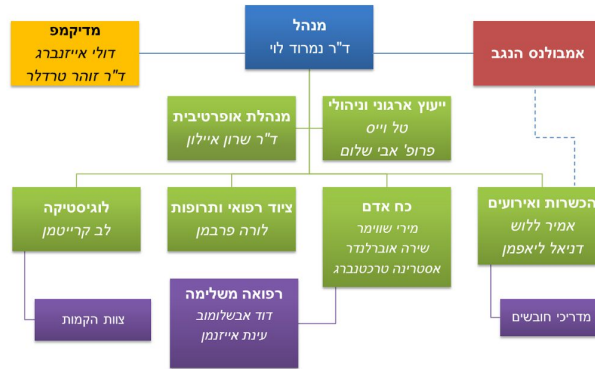 מנהל
ד"ר נמרוד לוי
אמבולנס הנגב
מדיקמפ
דולי אייזנברג
ד"ר זוהר טרדלר
ייעוץ ארגוני וניהולי
טל וייס
פרופ' אבי שלום
מנהלת אופרטיבית
ד"ר שרון איילון
הכשרות ואירועים
אמיר ללוש
דניאל ליאפמן
כח אדם
מירי שווימר
שירה אוברלנדר
אסטרינה טרכטנברג
ציוד רפואי ותרופות
לורה פרבמן
לוגיסטיקה
לב קרייטמן
מדריכי חובשים
רפואה משלימה
דוד אבשלומוב
עינת אייזנמן
צוות הקמות